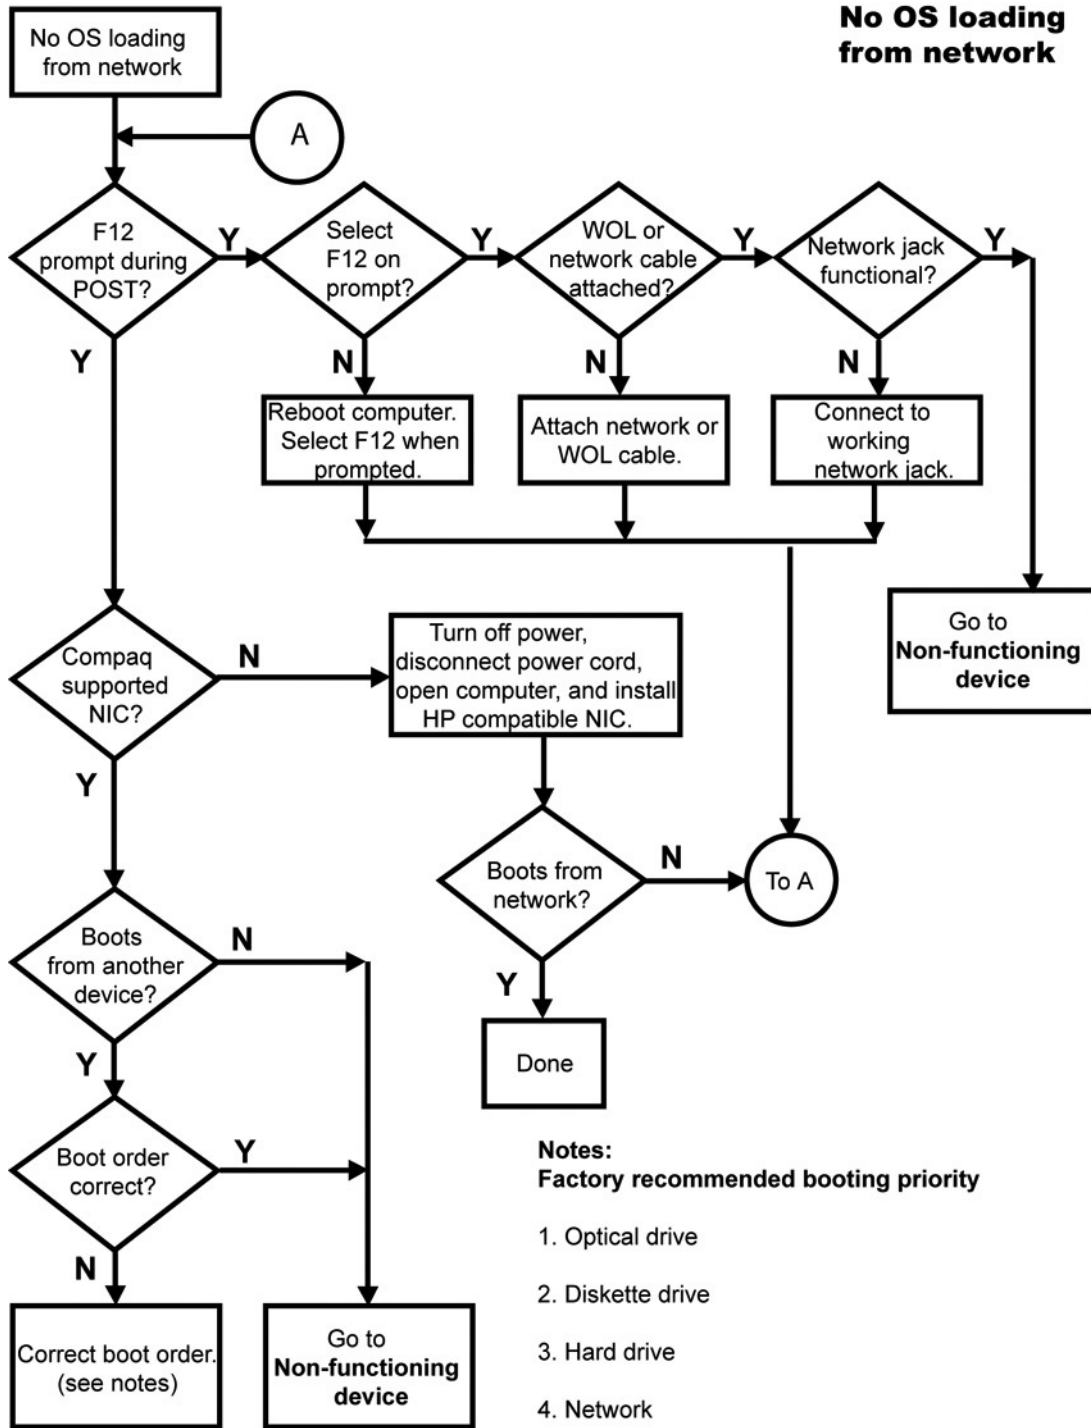 No OS loading
from network
No OS loading
from network
A
F12
prompt during
POST?
Y
Y
Select
F12 on
prompt?
Y
N
WOL or
network cable
attached?
Y
N
Network jack
functional?
Y
N
Reboot computer.
Select F12 when
prompted.
Attach network or
WOL cable.
Connect to
working
network jack.
Go to
Non-functioning
device
Compaq
supported
NIC?
N
Y
Turn off power,
disconnect power cord,
open computer, and install
HP compatible NIC.
Boots from
network?
N
Y
To A
Done
Boots
from another
device?
N
Y
Boot order
correct?
Y
N
Correct boot order.
(see notes)
Go to
Non-functioning
device
Notes:
Factory recommended booting priority
1. Optical drive
2. Diskette drive
3. Hard drive
4. Network